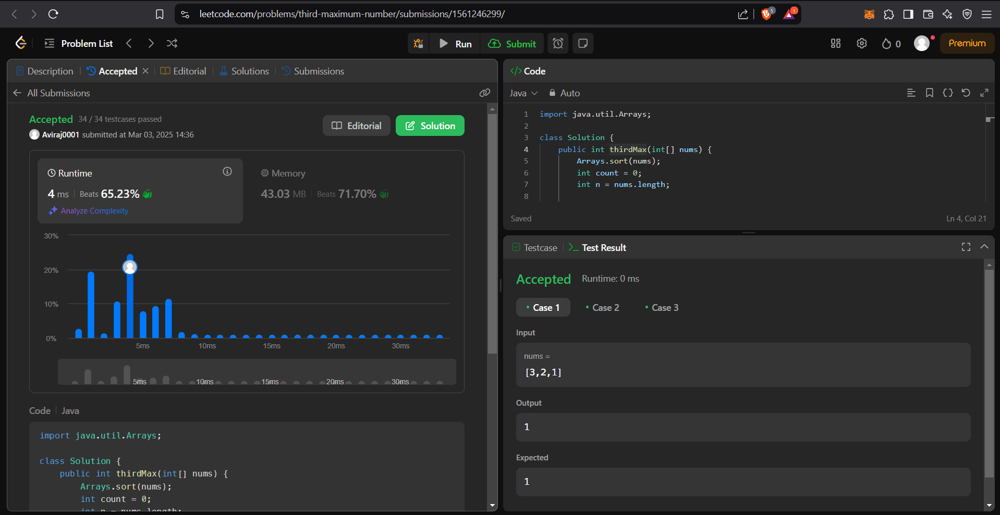 leetcode.com/problems/third-maximum-number/submissions/1561246299/
5
1
Problem List
Run
Submit
0
Premium
Description
Accepted
Editorial
Solutions
Submissions
All Submissions
Accepted 34 / 34 testcases passed
Aviraj0001 submitted at Mar 03, 2025 14:36
Editorial
Solution
Runtime
4 ms | Beats 65.23%
Analyze Complexity
Memory
43.03 MB | Beats 71.70%
30%
20%
10%
0%
5ms 10ms 15ms 20ms 30ms
5ms 10ms 15ms 20ms 30ms
Code | Java
import java.util.Arrays;
class Solution {
public int thirdMax(int[] nums) {
Arrays.sort(nums);
int count = 0;
int n = nums.length;
</> Code
Java
Auto
1 import java.util.Arrays;
2
3 class Solution {
4 public int thirdMax(int[] nums) {
5 Arrays.sort(nums);
6 int count = 0;
7 int n = nums.length;
8
Saved
Ln 4, Col 21
Testcase
Test Result
Accepted Runtime: 0 ms
Case 1
Case 2
Case 3
Input
nums =
[3,2,1]
Output
1
Expected
1